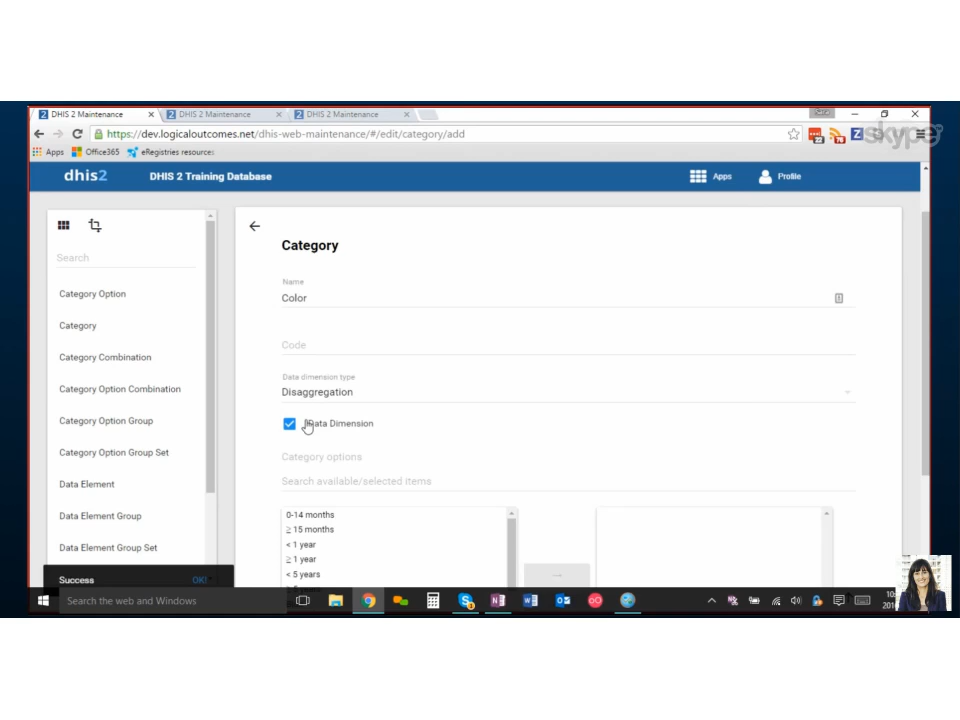 DHIS 2 Maintenance
DHIS 2 Maintenance
DHIS 2 Maintenance
https://dev.logicaloutcomes.net/dhis-web-maintenance/#/edit/category/add
skype
Apps
Office365
eRegistries resources
dhis2
DHIS 2 Training Database
Apps
Profile
Search
Category Option
Category
Category Combination
Category Option Combination
Category Option Group
Category Option Group Set
Data Element
Data Element Group
Data Element Group Set
Success
OK!
Category
Name
Color
Code
Data dimension type
Disaggregation
Data Dimension
Category options
Search available/selected items
0-14 months
≥ 15 months
< 1 year
≥ 1 year
< 5 years
Search the web and Windows